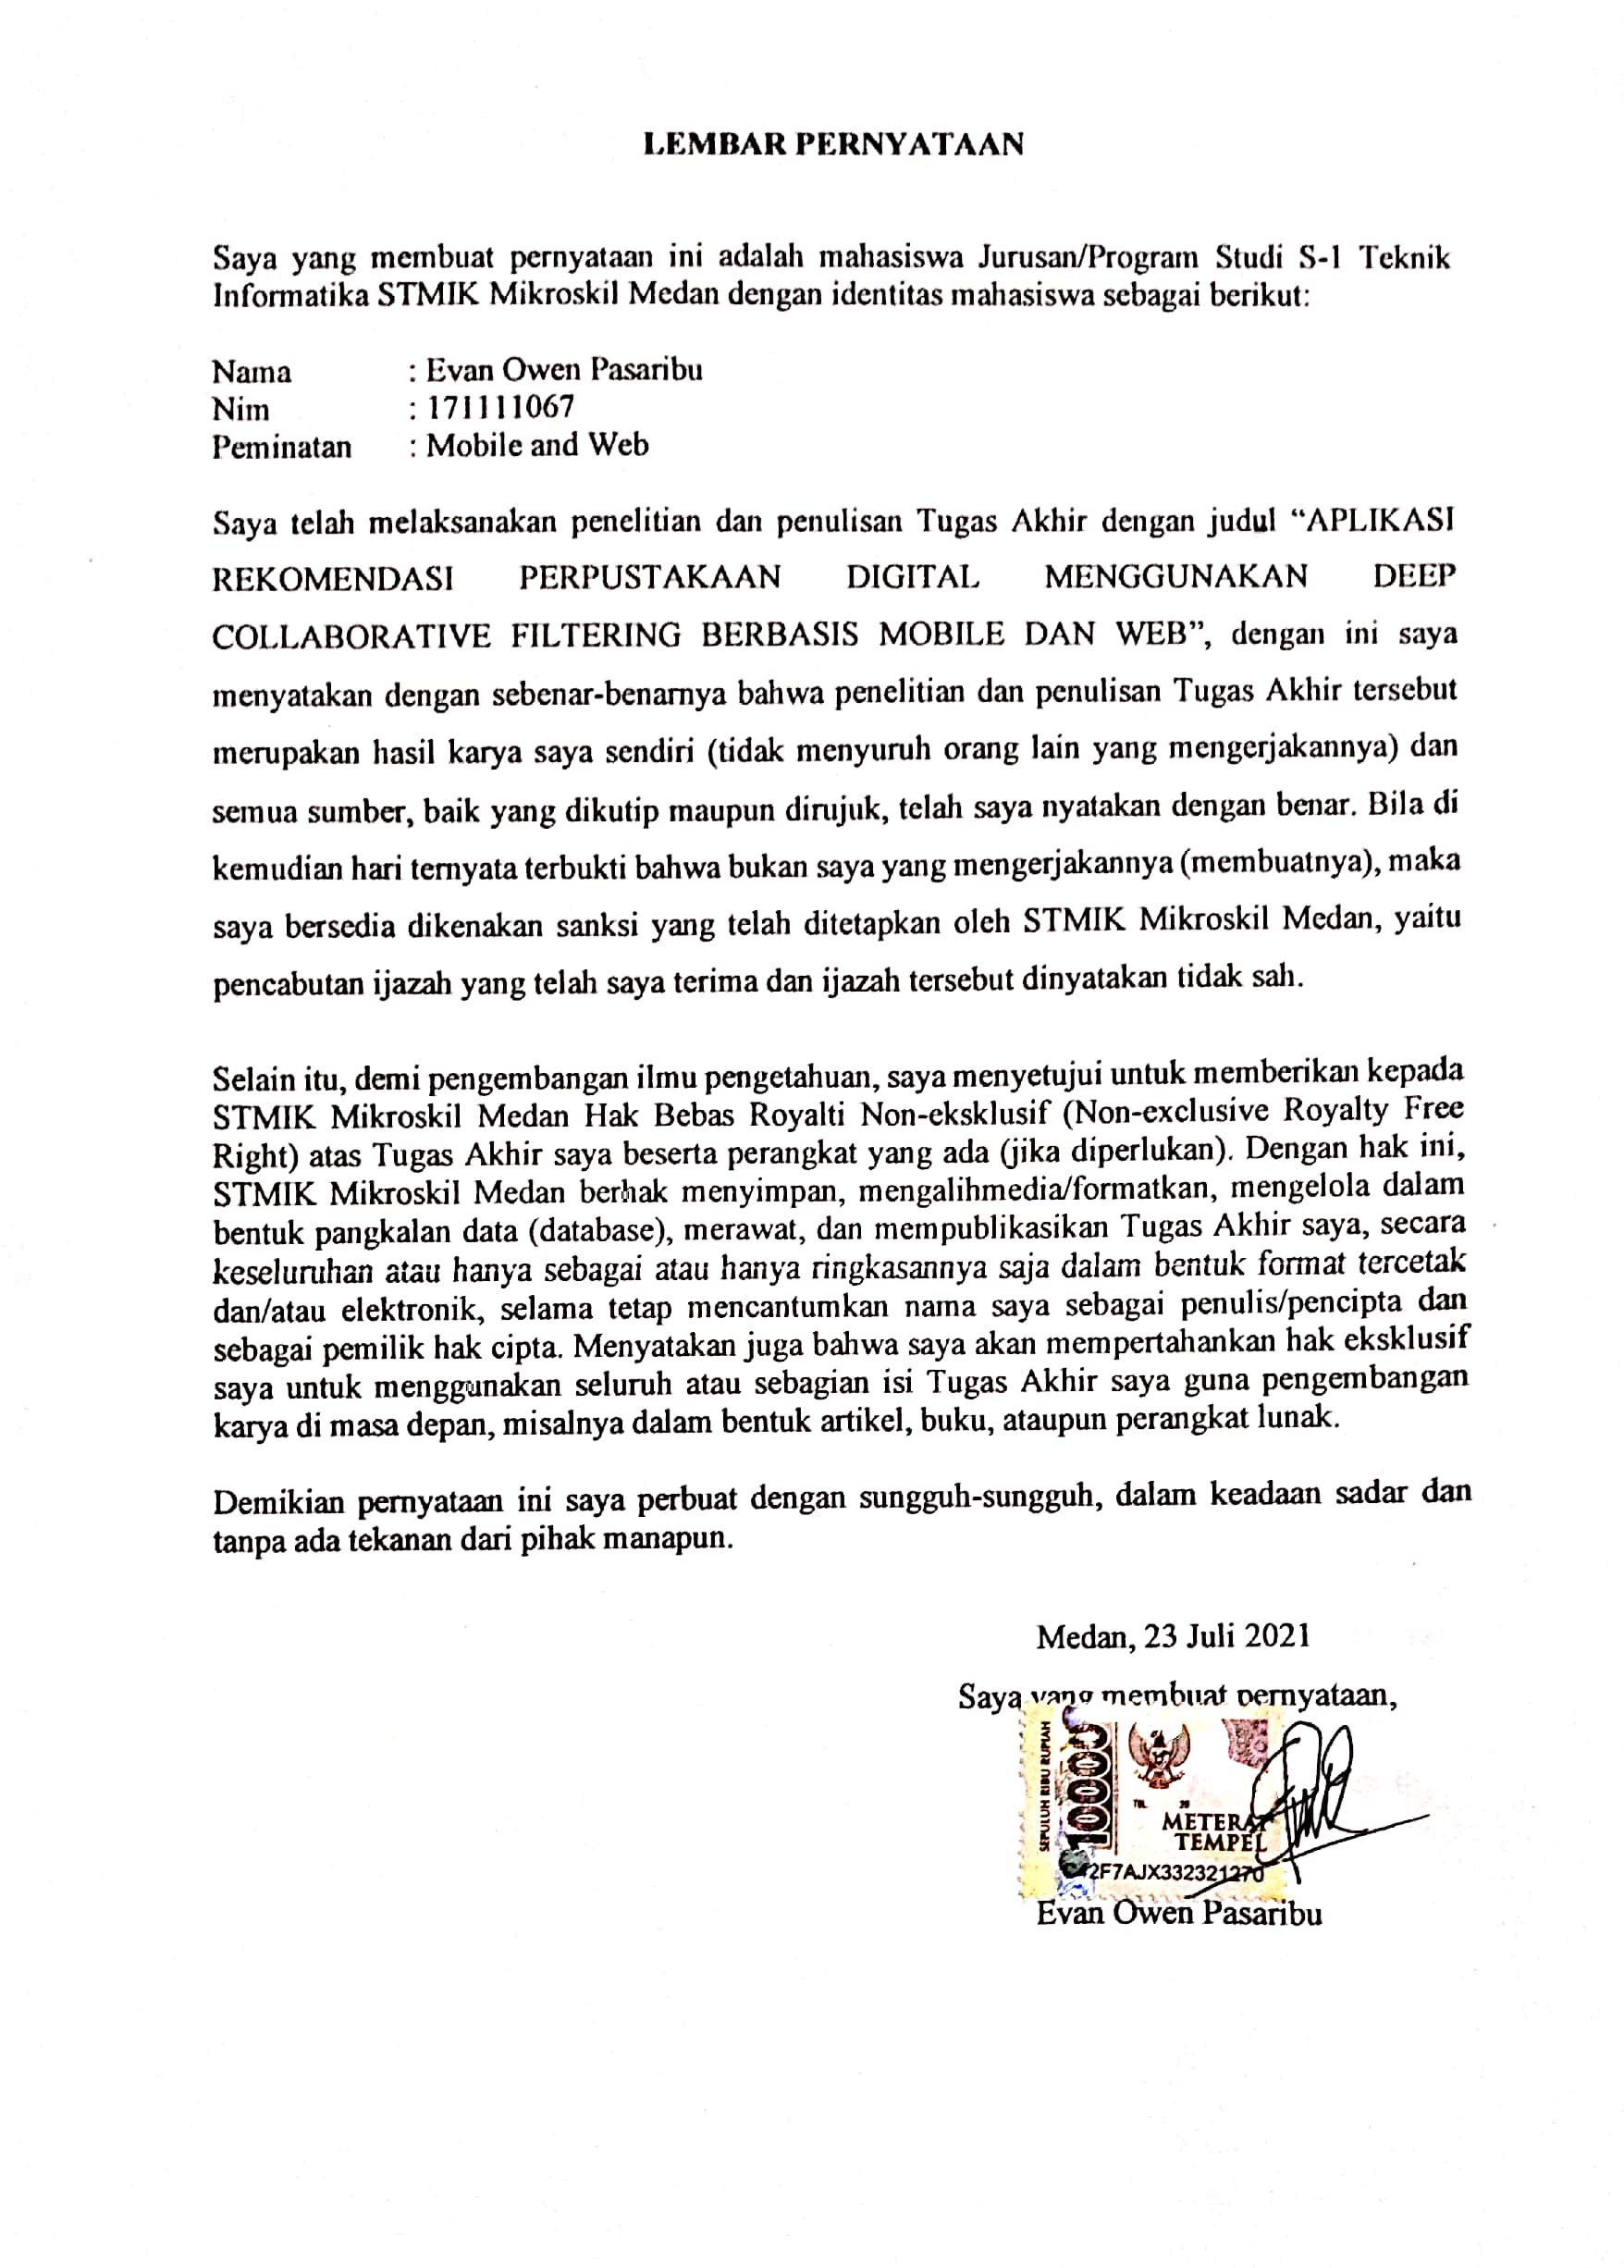 LEMBAR PERNYATAAN
Saya yang membuat pernyataan ini adalah mahasiswa Jurusan/Program Studi S-1 Teknik
Informatika STMIK Mikroskil Medan dengan identitas mahasiswa sebagai berikut:
Nama : Evan Owen Pasaribu
Nim : 171111067
Peminatan : Mobile and Web
Saya telah melaksanakan penelitian dan penulisan Tugas Akhir dengan judul “APLIKASI
REKOMENDASI PERPUSTAKAAN DIGITAL MENGGUNAKAN DEEP
COLLABORATIVE FILTERING BERBASIS MOBILE DAN WEB”, dengan ini saya
menyatakan dengan sebenar-benarnya bahwa penelitian dan penulisan Tugas Akhir tersebut
merupakan hasil karya saya sendiri (tidak menyuruh orang lain yang mengerjakannya) dan
semua sumber, baik yang dikutip maupun dirujuk, telah saya nyatakan dengan benar. Bila di
kemudian hari ternyata terbukti bahwa bukan saya yang mengerjakannya (membuatnya), maka
saya bersedia dikenakan sanksi yang telah ditetapkan oleh STMIK Mikroskil Medan, yaitu
pencabutan ijazah yang telah saya terima dan ijazah tersebut dinyatakan tidak sah.
Selain itu, demi pengembangan ilmu pengetahuan, saya menyetujui untuk memberikan kepada
STMIK Mikroskil Medan Hak Bebas Royalti Non-eksklusif (Non-exclusive Royalty Free
Right) atas Tugas Akhir saya beserta perangkat yang ada (jika diperlukan). Dengan hak ini,
STMIK Mikroskil Medan berhak menyimpan, mengalihmedia/formatkan, mengelola dalam
bentuk pangkalan data (database), merawat, dan mempublikasikan Tugas Akhir saya, secara
keseluruhan atau hanya sebagai atau hanya ringkasannya saja dalam bentuk format tercetak
dan/atau elektronik, selama tetap mencantumkan nama saya sebagai penulis/pencipta dan
sebagai pemilik hak cipta. Menyatakan juga bahwa saya akan mempertahankan hak eksklusif
saya untuk menggunakan seluruh atau sebagian isi Tugas Akhir saya guna pengembangan
karya di masa depan, misalnya dalam bentuk artikel, buku, ataupun perangkat lunak.
Demikian pernyataan ini saya perbuat dengan sungguh-sungguh, dalam keadaan sadar dan
tanpa ada tekanan dari pihak manapun.
Medan, 23 Juli 2021
Saya yang membuat pernyataan,
SEPULUH RIBU RUPIAH
10000
TGL. 20
METERAI
TEMPEL
2F7AJX332321270
Evan Owen Pasaribu